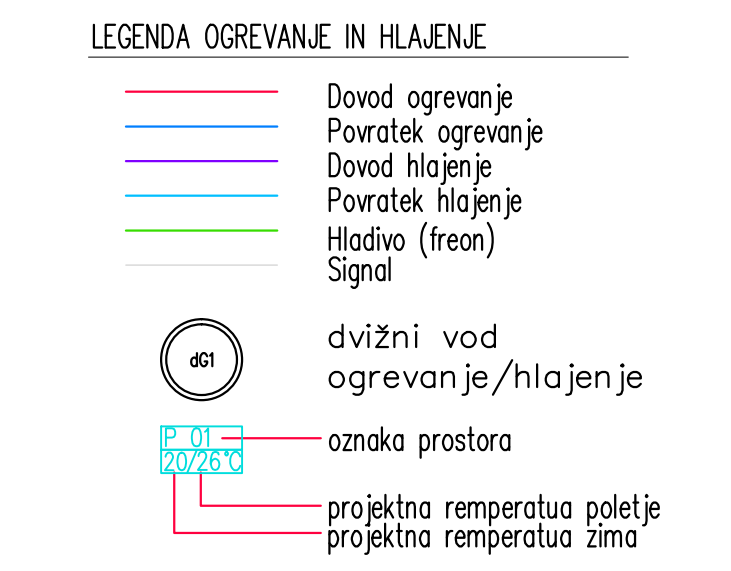 LEGENDA OGREVANJE IN HLAJENJE
Dovod ogrevanje
Povratek ogrevanje
Dovod hlajenje
Povratek hlajenje
Hladivo (freon)
Signal
dG1
dvižni vod
ogrevanje/hlajenje
P 01
oznaka prostora
20/26°C
projektna remperatua poletje
projektna remperatua zima